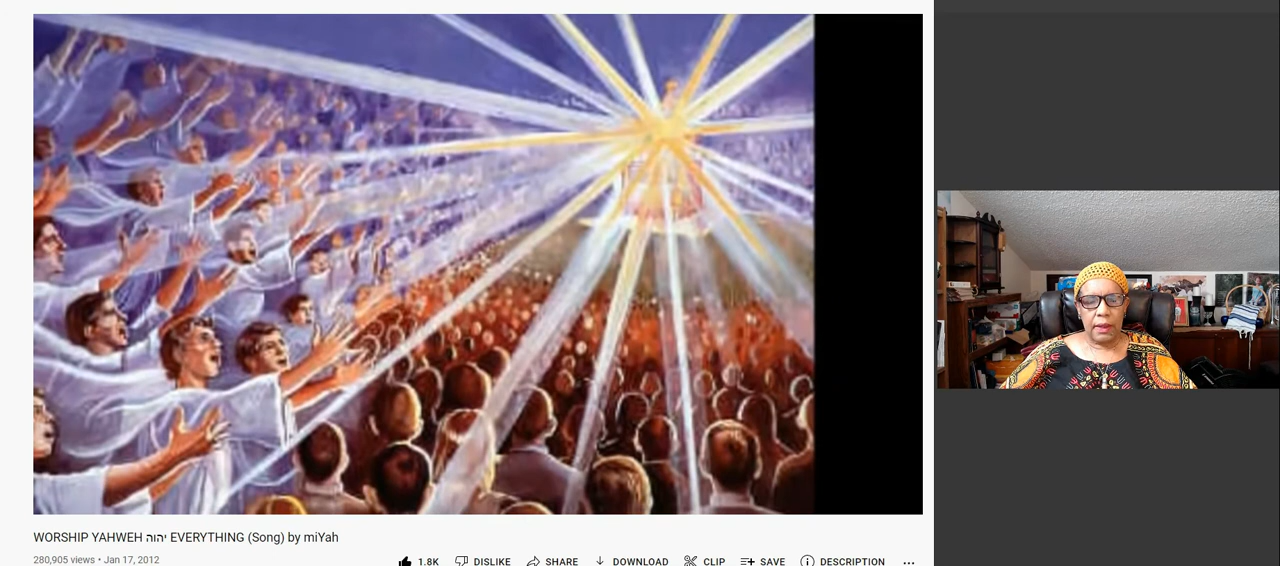 WORSHIP YAHWEH יהוה EVERYTHING (Song) by miYah
280,905 views • Jan 17, 2012
1.8K DISLIKE SHARE DOWNLOAD CLIP SAVE DESCRIPTION ...